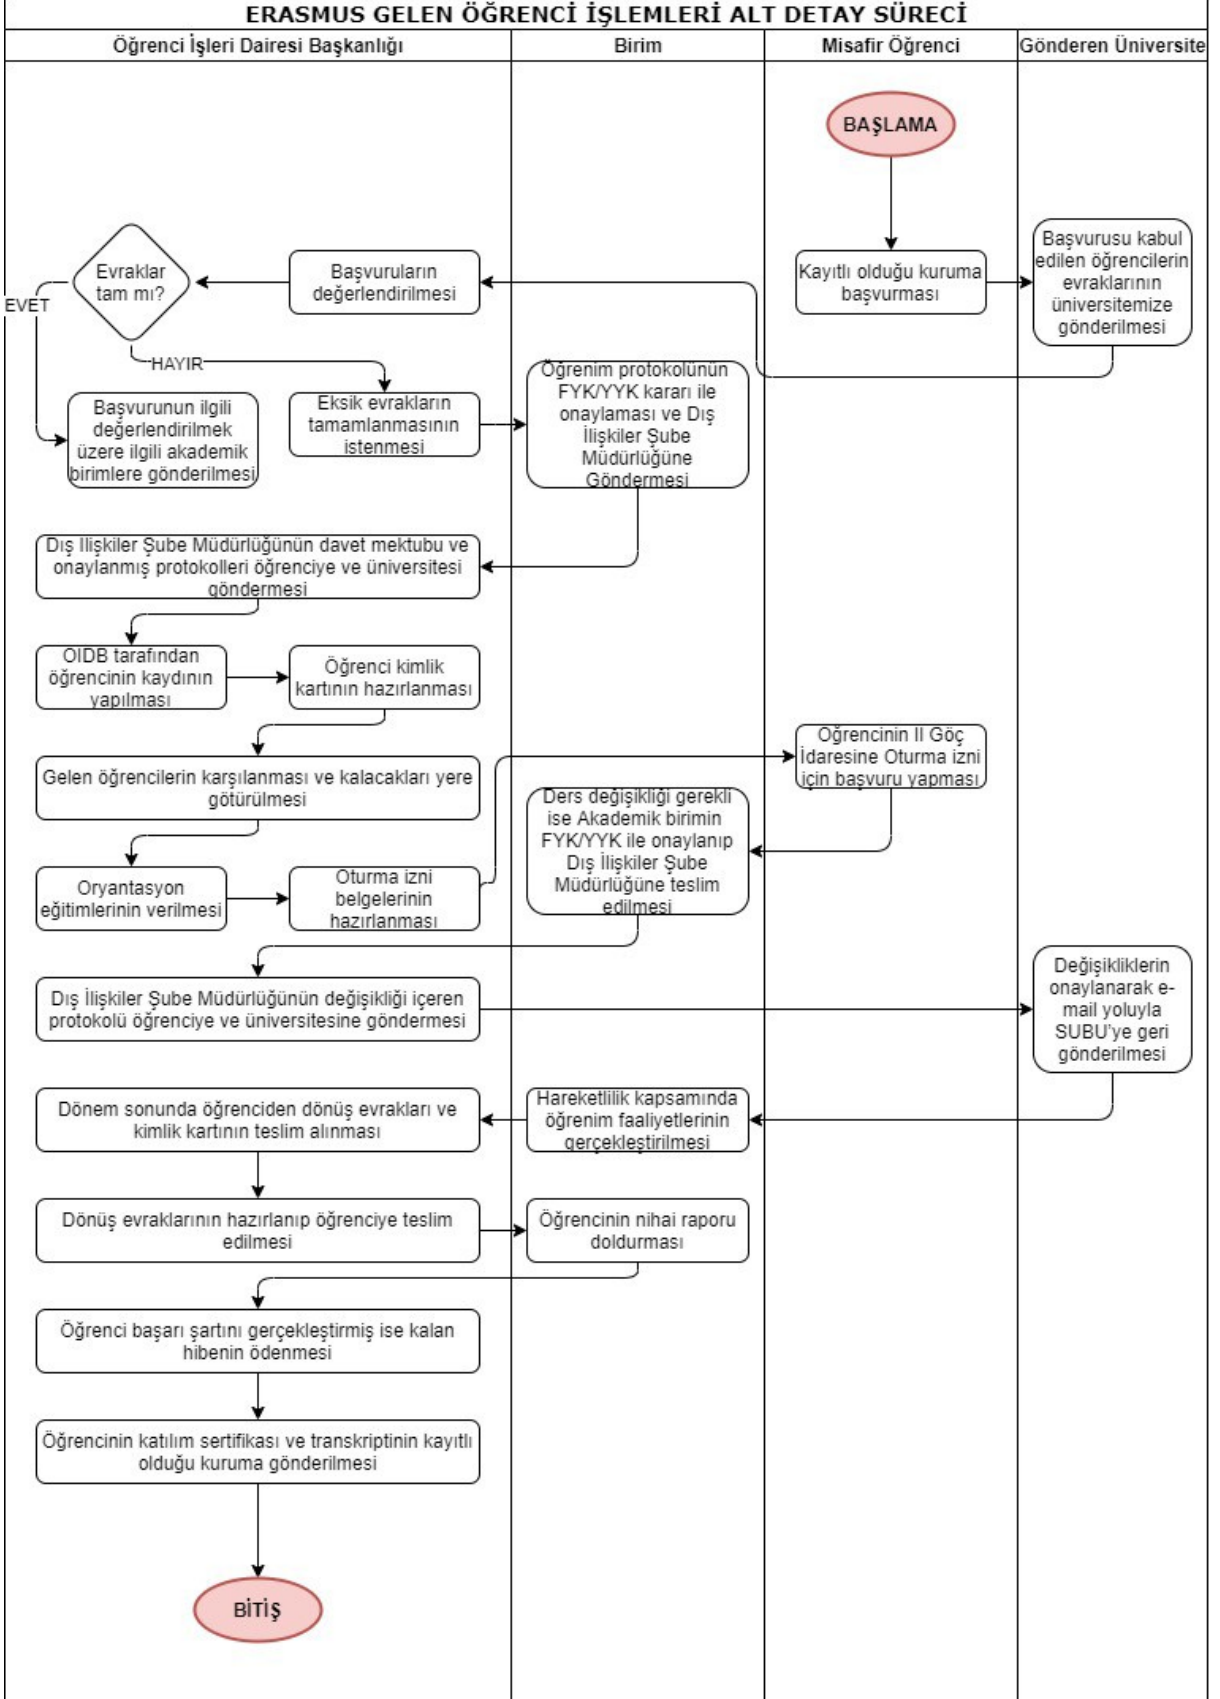 ERASMUS GELEN ÖĞRENCİ İŞLEMLERİ ALT DETAY SÜRECİ
Öğrenci İşleri Dairesi Başkanlığı
Birim
Misafir Öğrenci
Gönderen Üniversite
BAŞLAMA
Kayıtlı olduğu kuruma
başvurması
Başvurusu kabul
edilen öğrencilerin
evraklarının
üniversitemize
gönderilmesi
Başvuruların
değerlendirilmesi
Evraklar
tam mı?
EVET
HAYIR
Başvurunun ilgili
değerlendirilmek
üzere ilgili akademik
birimlere gönderilmesi
Eksik evrakların
tamamlanmasının
istenmesi
Öğrenim protokolünün
FYK/YYK kararı ile
onaylaması ve Dış
İlişkiler Şube
Müdürlüğüne
Göndermesi
Dış İlişkiler Şube Müdürlüğünün davet mektubu ve
onaylanmış protokolleri öğrenciye ve üniversitesi
göndermesi
OIDB tarafından
öğrencinin kaydının
yapılması
Öğrenci kimlik
kartının hazırlanması
Gelen öğrencilerin karşılanması ve kalacakları yere
götürülmesi
Oryantasyon
eğitimlerinin verilmesi
Oturma izni
belgelerinin
hazırlanması
Oğrencinin II Göç
İdaresine Oturma izni
için başvuru yapması
Ders değişikliği gerekli
ise Akademik birimin
FYK/YYK ile onaylanıp
Dış İlişkiler Şube
Müdürlüğüne teslim
edilmesi
Dış İlişkiler Şube Müdürlüğünün değişikliği içeren
protokolü öğrenciye ve üniversitesine göndermesi
Değişikliklerin
onaylanarak e-
mail yoluyla
SUBU'ye geri
gönderilmesi
Hareketlilik kapsamında
öğrenim faaliyetlerinin
gerçekleştirilmesi
Dönem sonunda öğrenciden dönüş evrakları ve
kimlik kartının teslim alınması
Dönüş evraklarının hazırlanıp öğrenciye teslim
edilmesi
Öğrencinin nihai raporu
doldurması
Öğrenci başarı şartını gerçekleştirmiş ise kalan
hibenin ödenmesi
Öğrencinin katılım sertifikası ve transkriptinin kayıtlı
olduğu kuruma gönderilmesi
BİTİŞ